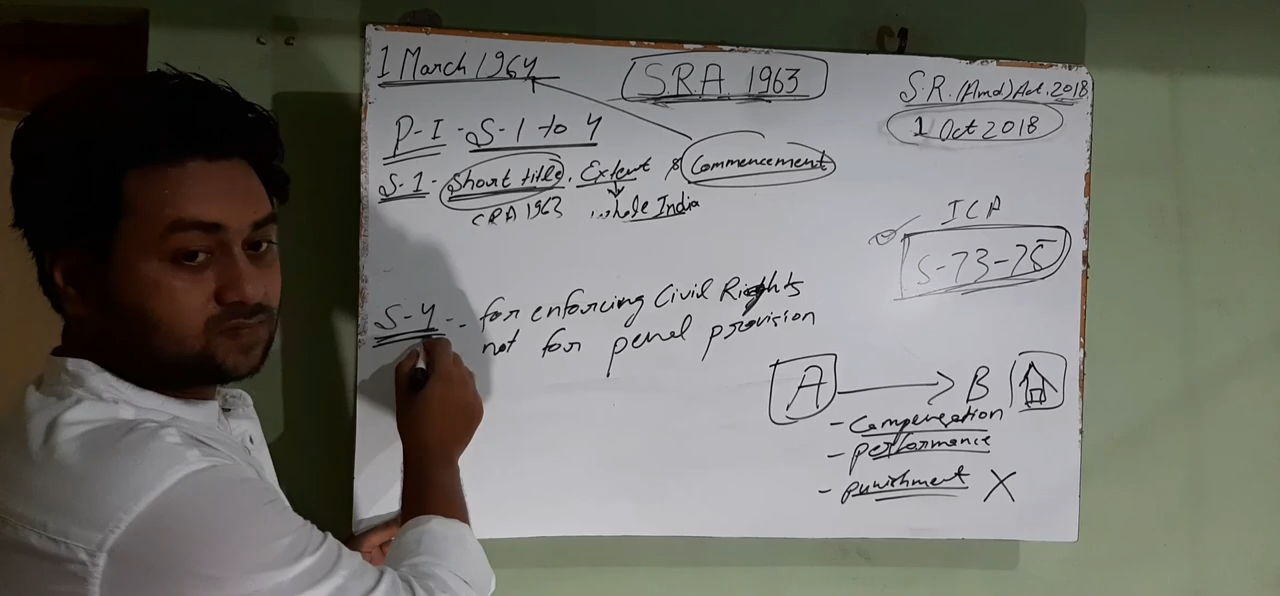 1 March 1964
S.R.A. 1963
S.R. (Amd) Act. 2018
1 Oct 2018
P-I - S-1 to 4
S-1- Short title, Extent & Commencement
SRA 1963 whole India
ICA
S-73-75
S-4 - for enforcing Civil Rights
not for penal provision
A B
- Compensation
- performance
- punishment X